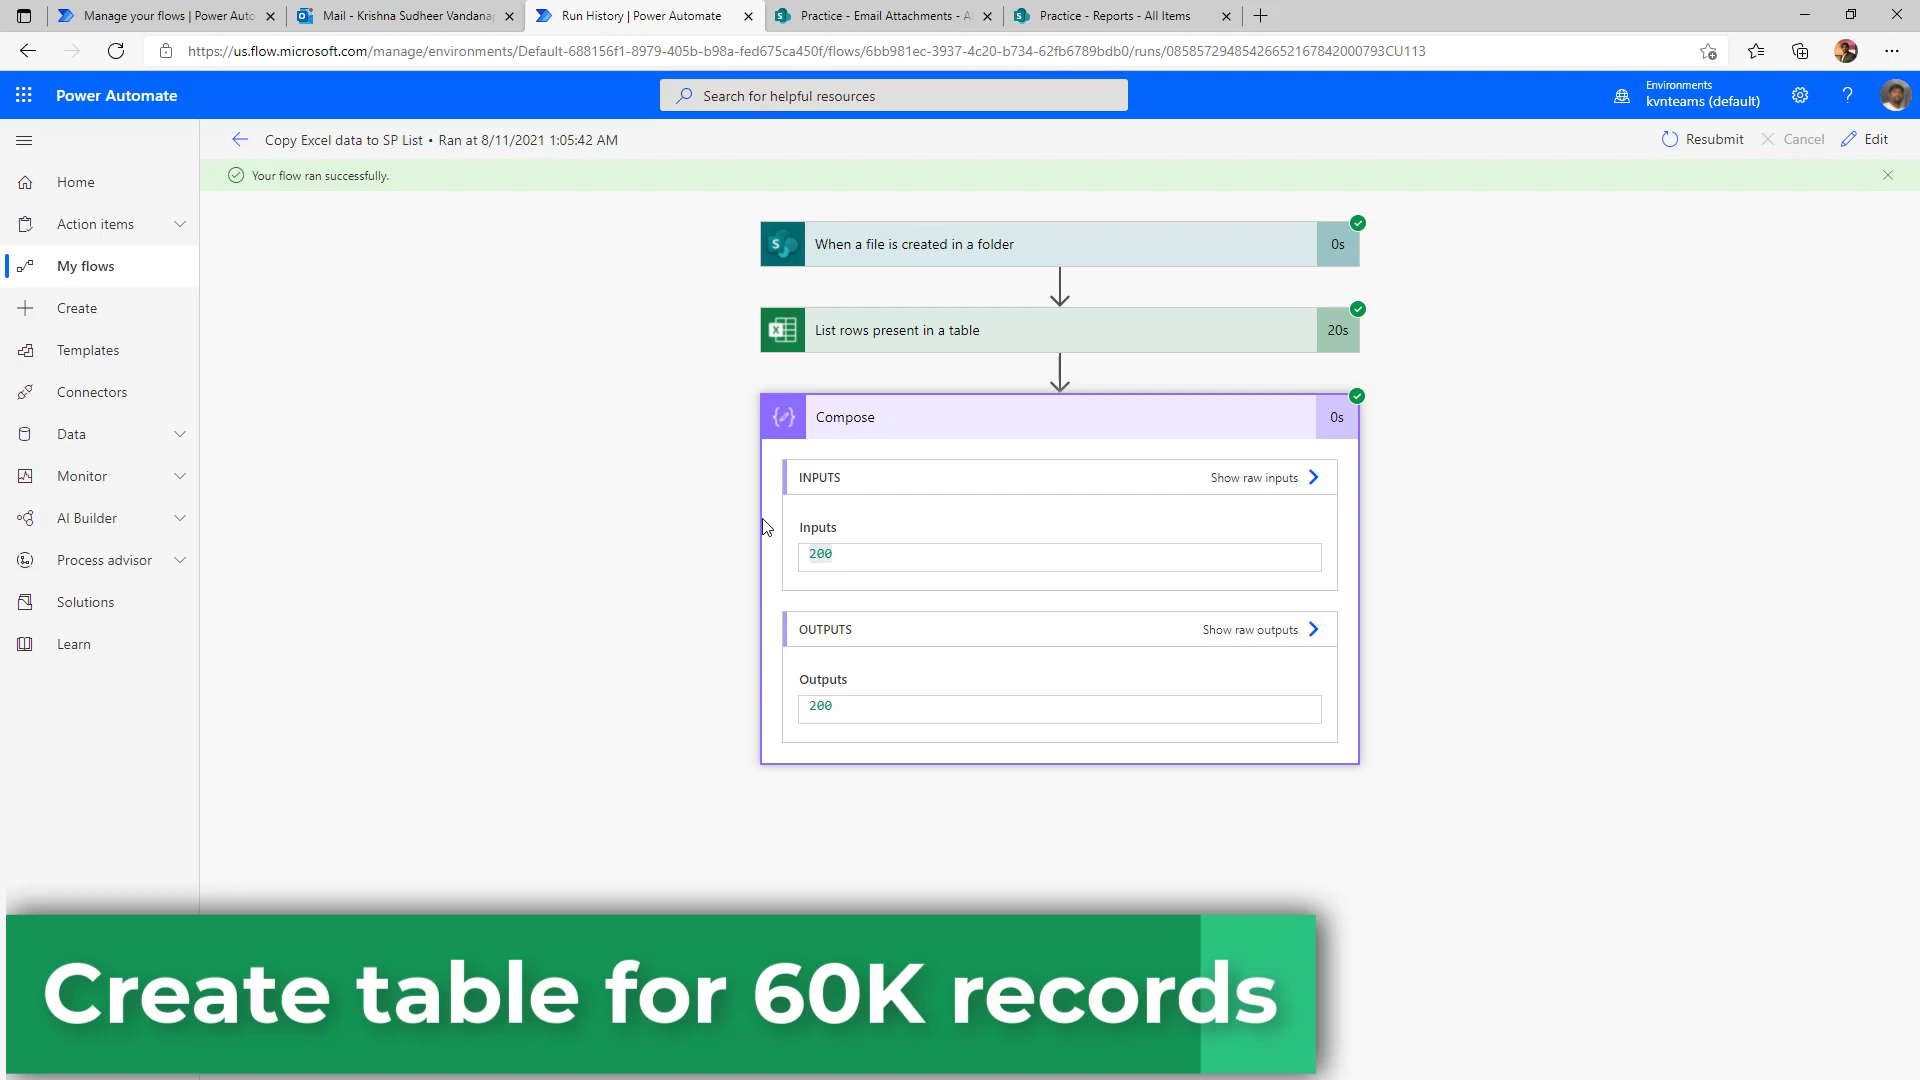 Manage your flows | Power Auto
Mail - Krishna Sudheer Vandana
Run History | Power Automate
Practice - Email Attachments - A
Practice - Reports - All Items
https://us.flow.microsoft.com/manage/environments/Default-688156f1-8979-405b-b98a-fed675ca450f/flows/6bb981ec-3937-4c20-b734-62fb6789bdb0/runs/08585729485426652167842000793CU113
Power Automate
Search for helpful resources
Environments
kvnteams (default)
Copy Excel data to SP List • Ran at 8/11/2021 1:05:42 AM
Resubmit
Cancel
Edit
Your flow ran successfully.
Home
Action items
My flows
Create
Templates
Connectors
Data
Monitor
AI Builder
Process advisor
Solutions
Learn
When a file is created in a folder
0s
List rows present in a table
20s
Compose
0s
INPUTS
Show raw inputs
Inputs
200
OUTPUTS
Show raw outputs
Outputs
200
Create table for 60K records